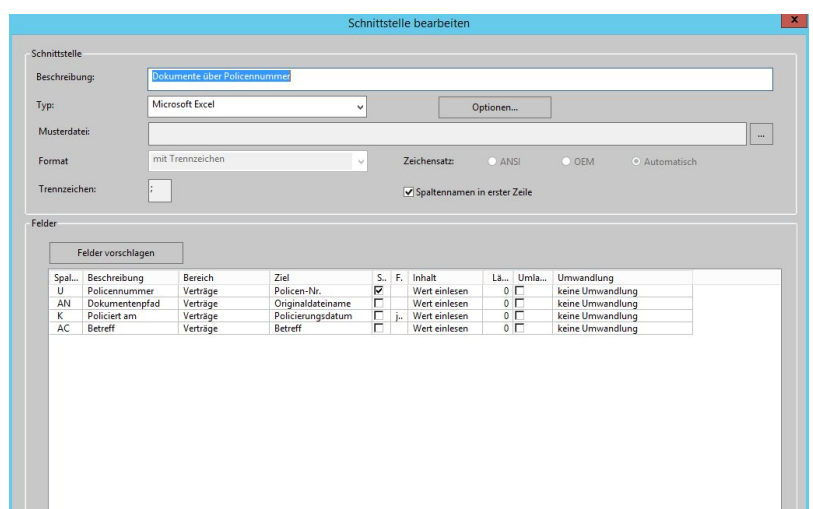 Schnittstelle bearbeiten
x
Schnittstelle
Beschreibung: Dokumente über Policennummer
Typ: Microsoft Excel Optionen...
Musterdatei: ...
Format mit Trennzeichen Zeichensatz: ANSI OEM Automatisch
Trennzeichen: ; Spaltennamen in erster Zeile
Felder
Felder vorschlagen
Spal... Beschreibung Bereich Ziel S.. F. Inhalt Lä... Umla... Umwandlung
U Policennummer Verträge Policen-Nr. Wert einlesen 0 keine Umwandlung
AN Dokumentenpfad Verträge Originaldateiname Wert einlesen 0 keine Umwandlung
K Policiert am Verträge Policierungsdatum j.. Wert einlesen 0 keine Umwandlung
AC Betreff Verträge Betreff Wert einlesen 0 keine Umwandlung